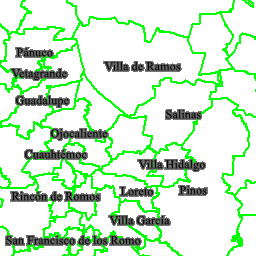 Pánuco
Villa de Ramos
Vetagrande
Guadalupe
Salinas
Ojocaliente
Cuauhtémoc
Villa Hidalgo
Loreto
Pinos
Rincón de Romos
Villa García
San Francisco de los Romo